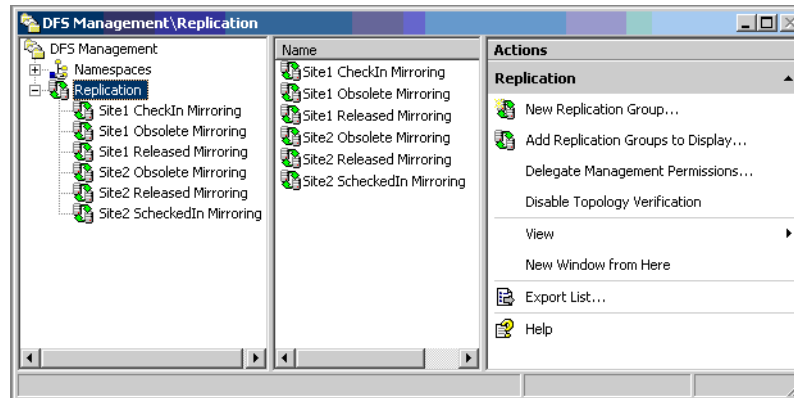 DFS Management\Replication
DFS Management
Namespaces
Replication
Site1 CheckIn Mirroring
Site1 Obsolete Mirroring
Site1 Released Mirroring
Site2 Obsolete Mirroring
Site2 Released Mirroring
Site2 ScheckedIn Mirroring
Name
Site1 CheckIn Mirroring
Site1 Obsolete Mirroring
Site1 Released Mirroring
Site2 Obsolete Mirroring
Site2 Released Mirroring
Site2 ScheckedIn Mirroring
Actions
Replication
New Replication Group...
Add Replication Groups to Display...
Delegate Management Permissions...
Disable Topology Verification
View
New Window from Here
Export List...
Help